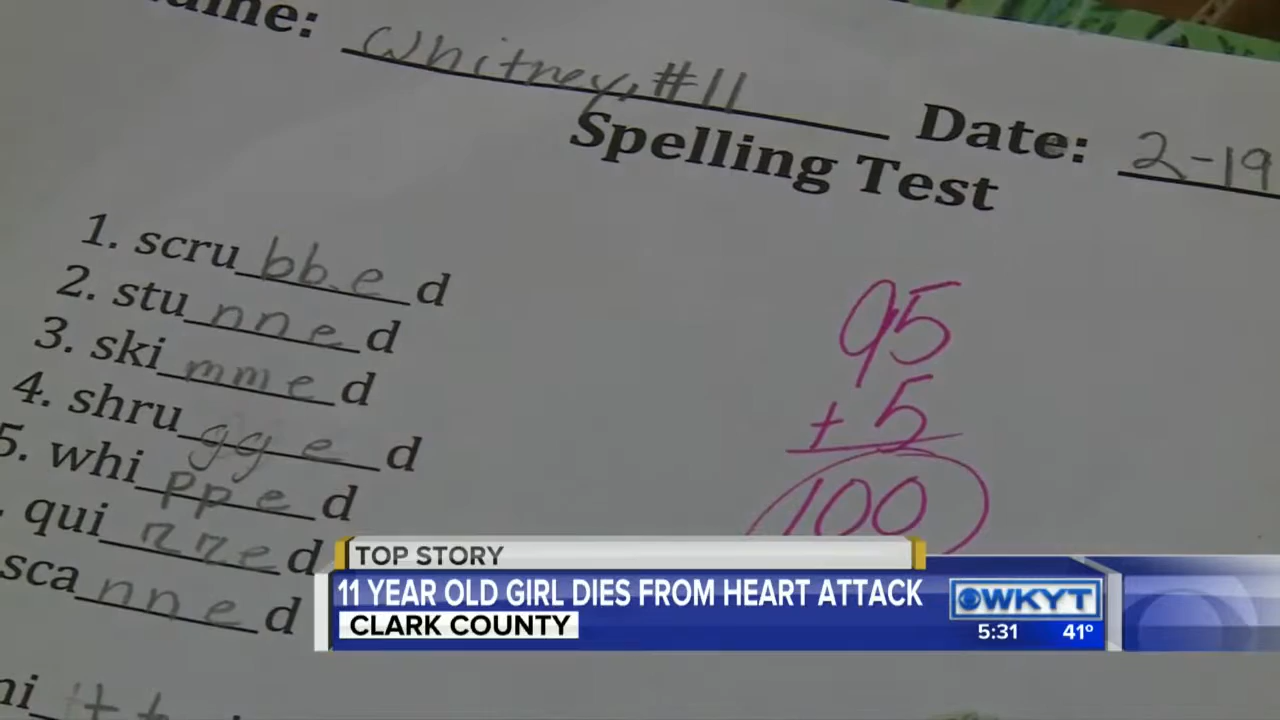 ame: Whitney, #11 Date: 2-19
Spelling Test
1. scrubbed
2. stunned
3. skimmed
4. shrugged
5. whipped
. quizzed
scanned
95
+ 5
100
TOP STORY
11 YEAR OLD GIRL DIES FROM HEART ATTACK
CLARK COUNTY
WKYT
5:31 41°